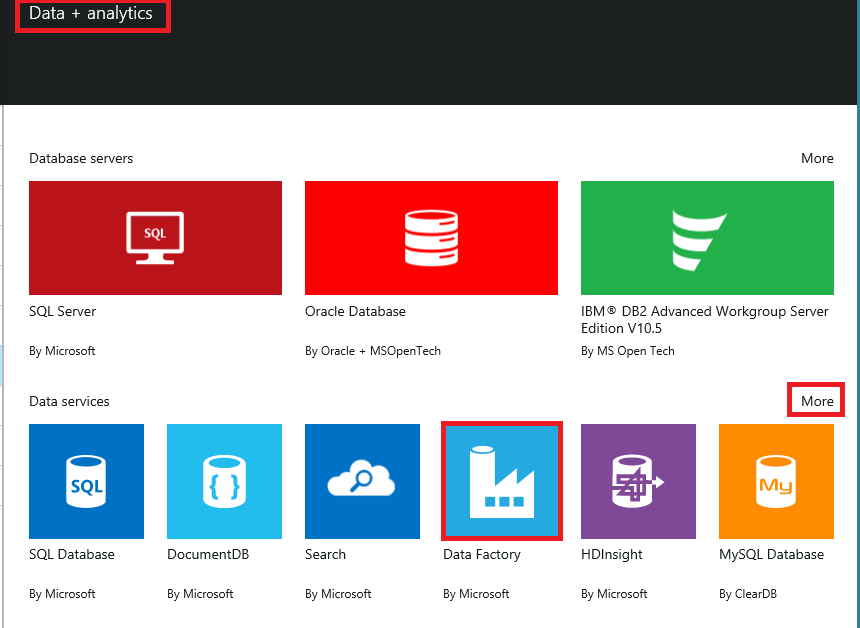 Data + analytics
Database servers
More
SQL
SQL Server
Oracle Database
IBM® DB2 Advanced Workgroup Server
Edition V10.5
By Microsoft
By Oracle + MSOpenTech
By MS Open Tech
Data services
More
SQL
{ }
My
SQL Database
DocumentDB
Search
Data Factory
HDInsight
MySQL Database
By Microsoft
By Microsoft
By Microsoft
By Microsoft
By Microsoft
By ClearDB